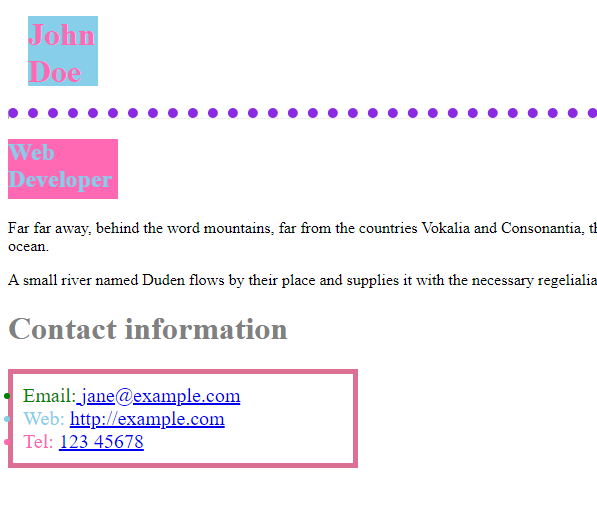 John
Doe
Web
Developer
Far far away, behind the word mountains, far from the countries Vokalia and Consonantia,
ocean.
A small river named Duden flows by their place and supplies it with the necessary
Contact information
Email: jane@example.com
Web: http://example.com
Tel: 123 45678